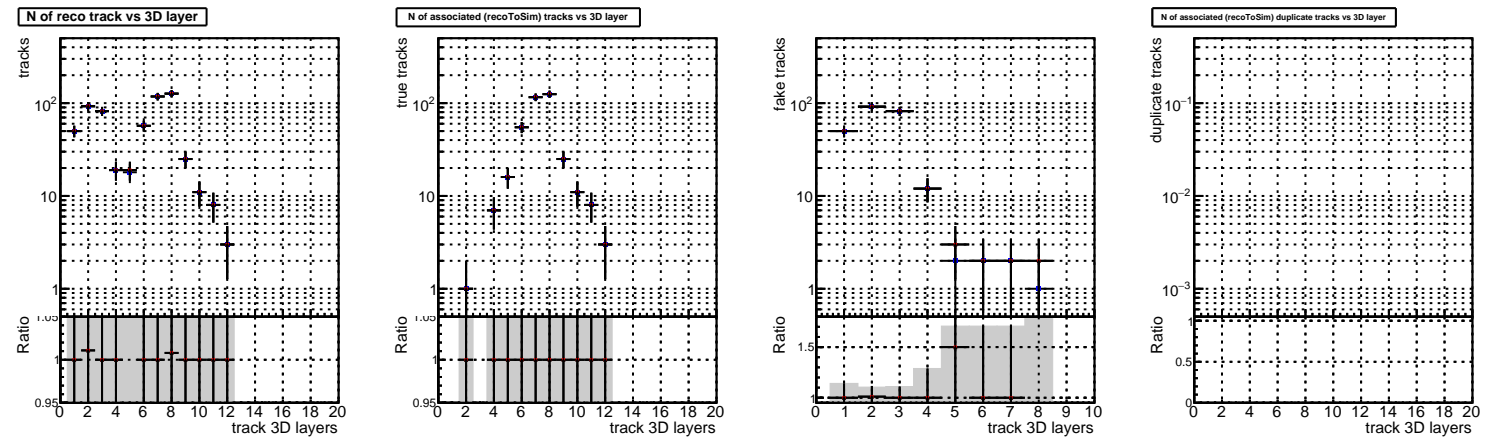 N of reco track vs 3D layer
tracks
10²
10
1
Ratio
1.05
1
0.95
0 2 4 6 8 10 12 14 16 18 20
track 3D layers
N of associated (recoToSim) tracks vs 3D layer
true tracks
10²
10
1
Ratio
1.05
1
0.95
0 2 4 6 8 10 12 14 16 18 20
track 3D layers
fake tracks
10²
10
1
Ratio
1.5
1
0 1 2 3 4 5 6 7 8 9 10
track 3D layers
N of associated (recoToSim) duplicate tracks vs 3D layer
duplicate tracks
10⁻¹
10⁻²
10⁻³
Ratio
1
0.5
0
0 2 4 6 8 10 12 14 16 18 20
track 3D layers